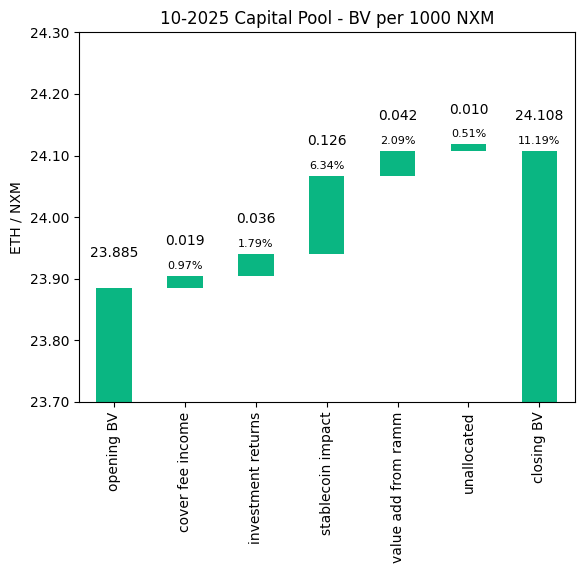 10-2025 Capital Pool - BV per 1000 NXM
ETH / NXM
24.30
24.20
24.10
24.00
23.90
23.80
23.70
23.885
0.019
0.97%
0.036
1.79%
0.126
6.34%
0.042
2.09%
0.010
0.51%
24.108
11.19%
opening BV
cover fee income
investment returns
stablecoin impact
value add from ramm
unallocated
closing BV